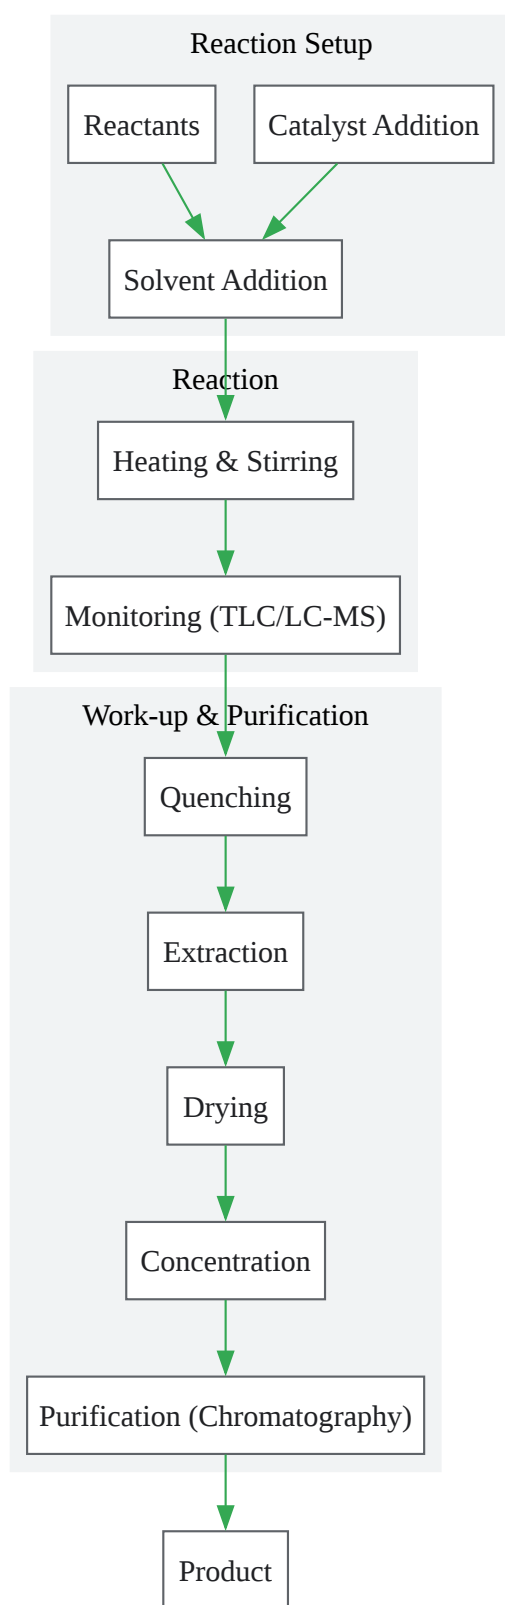 Reaction Setup
Reactants
Catalyst Addition
Solvent Addition
Reaction
Heating & Stirring
Monitoring (TLC/LC-MS)
Work-up & Purification
Quenching
Extraction
Drying
Concentration
Purification (Chromatography)
Product